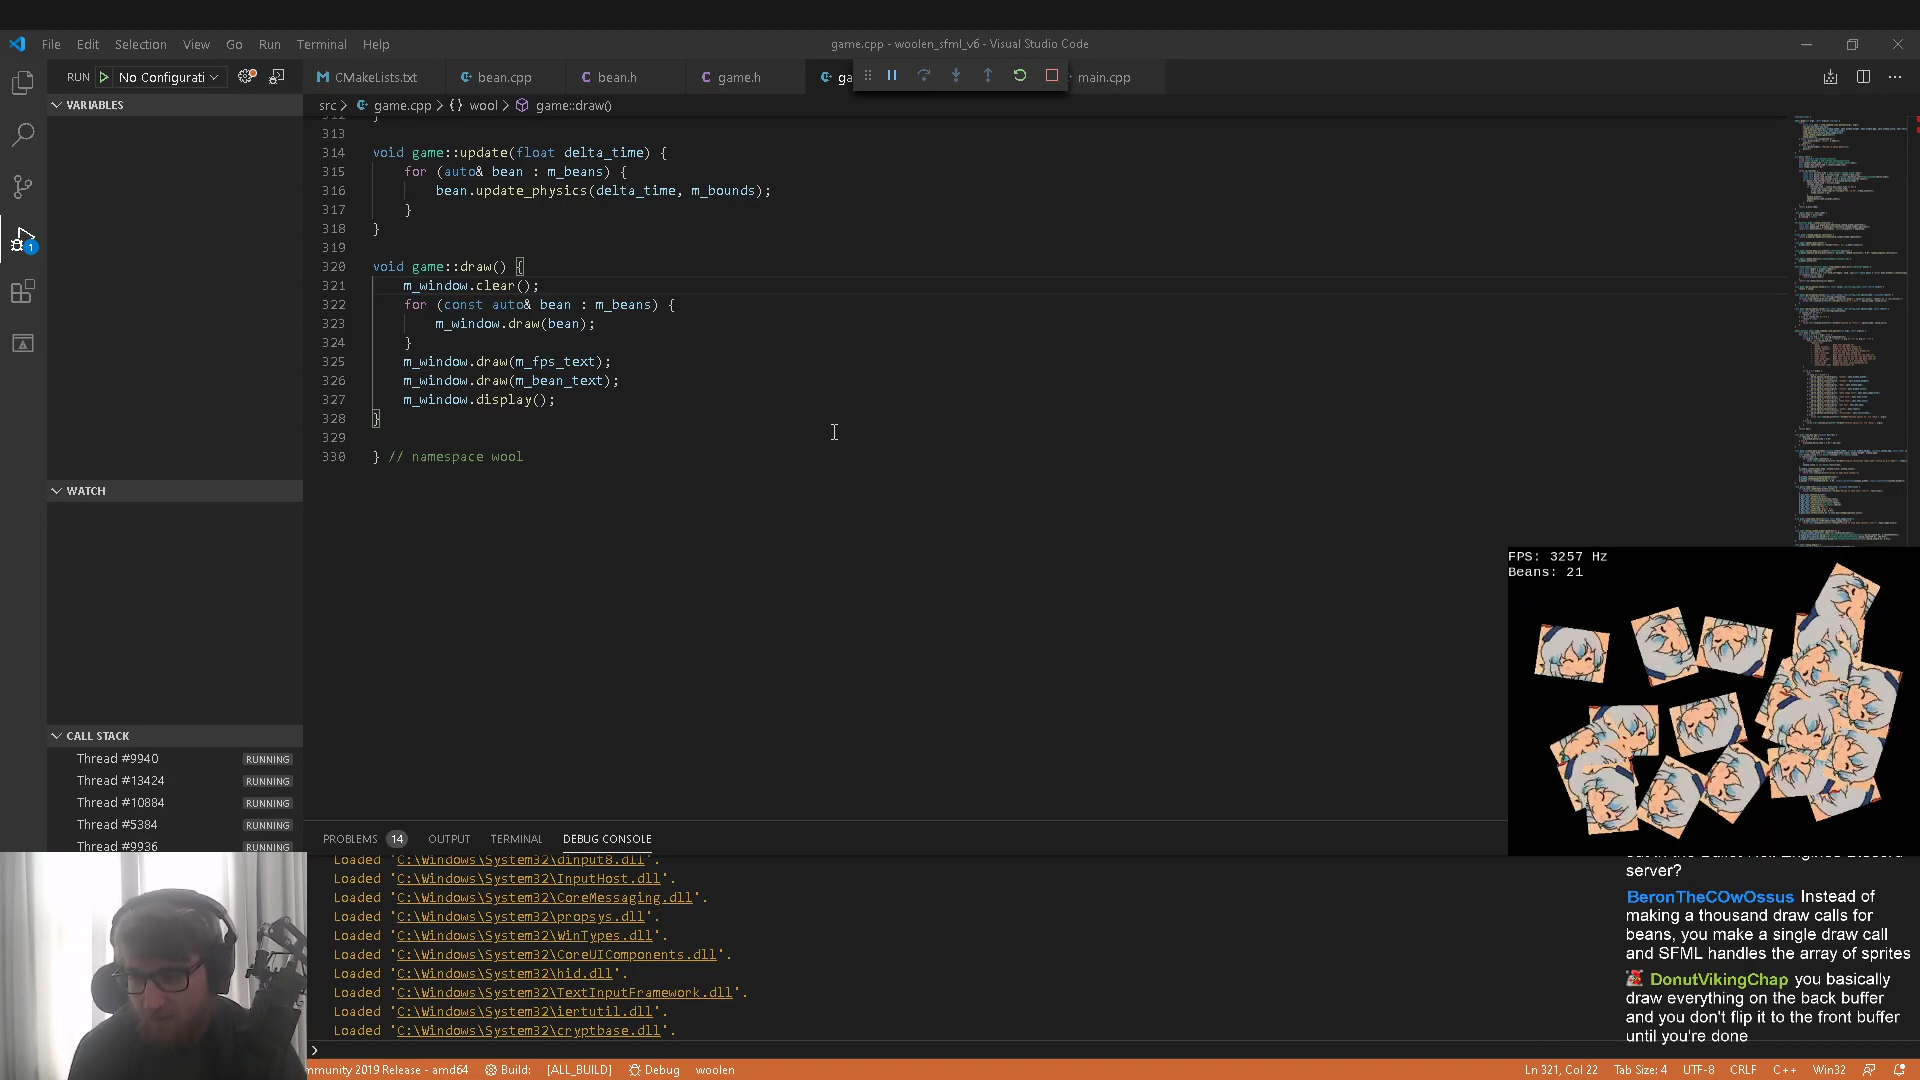 File Edit Selection View Go Run Terminal Help
game.cpp - woolen_sfml_v6 - Visual Studio Code
RUN No Configurati
CMakeLists.txt bean.cpp bean.h game.h ga main.cpp
VARIABLES
src > game.cpp > {} wool > game::draw()
313
314 void game::update(float delta_time) {
315 for (auto& bean : m_beans) {
316 bean.update_physics(delta_time, m_bounds);
317 }
318 }
319
320 void game::draw() {
321 m_window.clear();
322 for (const auto& bean : m_beans) {
323 m_window.draw(bean);
324 }
325 m_window.draw(m_fps_text);
326 m_window.draw(m_bean_text);
327 m_window.display();
328 }
329
330 } // namespace wool
1
WATCH
FPS: 3257 Hz
Beans: 21
CALL STACK
Thread #9940 RUNNING
Thread #13424 RUNNING
Thread #10884 RUNNING
Thread #5384 RUNNING
Thread #9936 RUNNING
PROBLEMS 14 OUTPUT TERMINAL DEBUG CONSOLE
Loaded 'C:\Windows\System32\dinput8.dll'.
Loaded 'C:\Windows\System32\InputHost.dll'.
Loaded 'C:\Windows\System32\CoreMessaging.dll'.
Loaded 'C:\Windows\System32\propsys.dll'.
Loaded 'C:\Windows\System32\WinTypes.dll'.
Loaded 'C:\Windows\System32\CoreUIComponents.dll'.
Loaded 'C:\Windows\System32\hid.dll'.
Loaded 'C:\Windows\System32\TextInputFramework.dll'.
Loaded 'C:\Windows\System32\iertutil.dll'.
Loaded 'C:\Windows\System32\cryptbase.dll'.
server?
BeronTheCOwOssus Instead of
making a thousand draw calls for
beans, you make a single draw call
and SFML handles the array of sprites
DonutVikingChap you basically
draw everything on the back buffer
and you don't flip it to the front buffer
until you're done
mmunity 2019 Release - amd64 Build: [ALL_BUILD] Debug woolen
Ln 321, Col 22 Tab Size: 4 UTF-8 CRLF C++ Win32